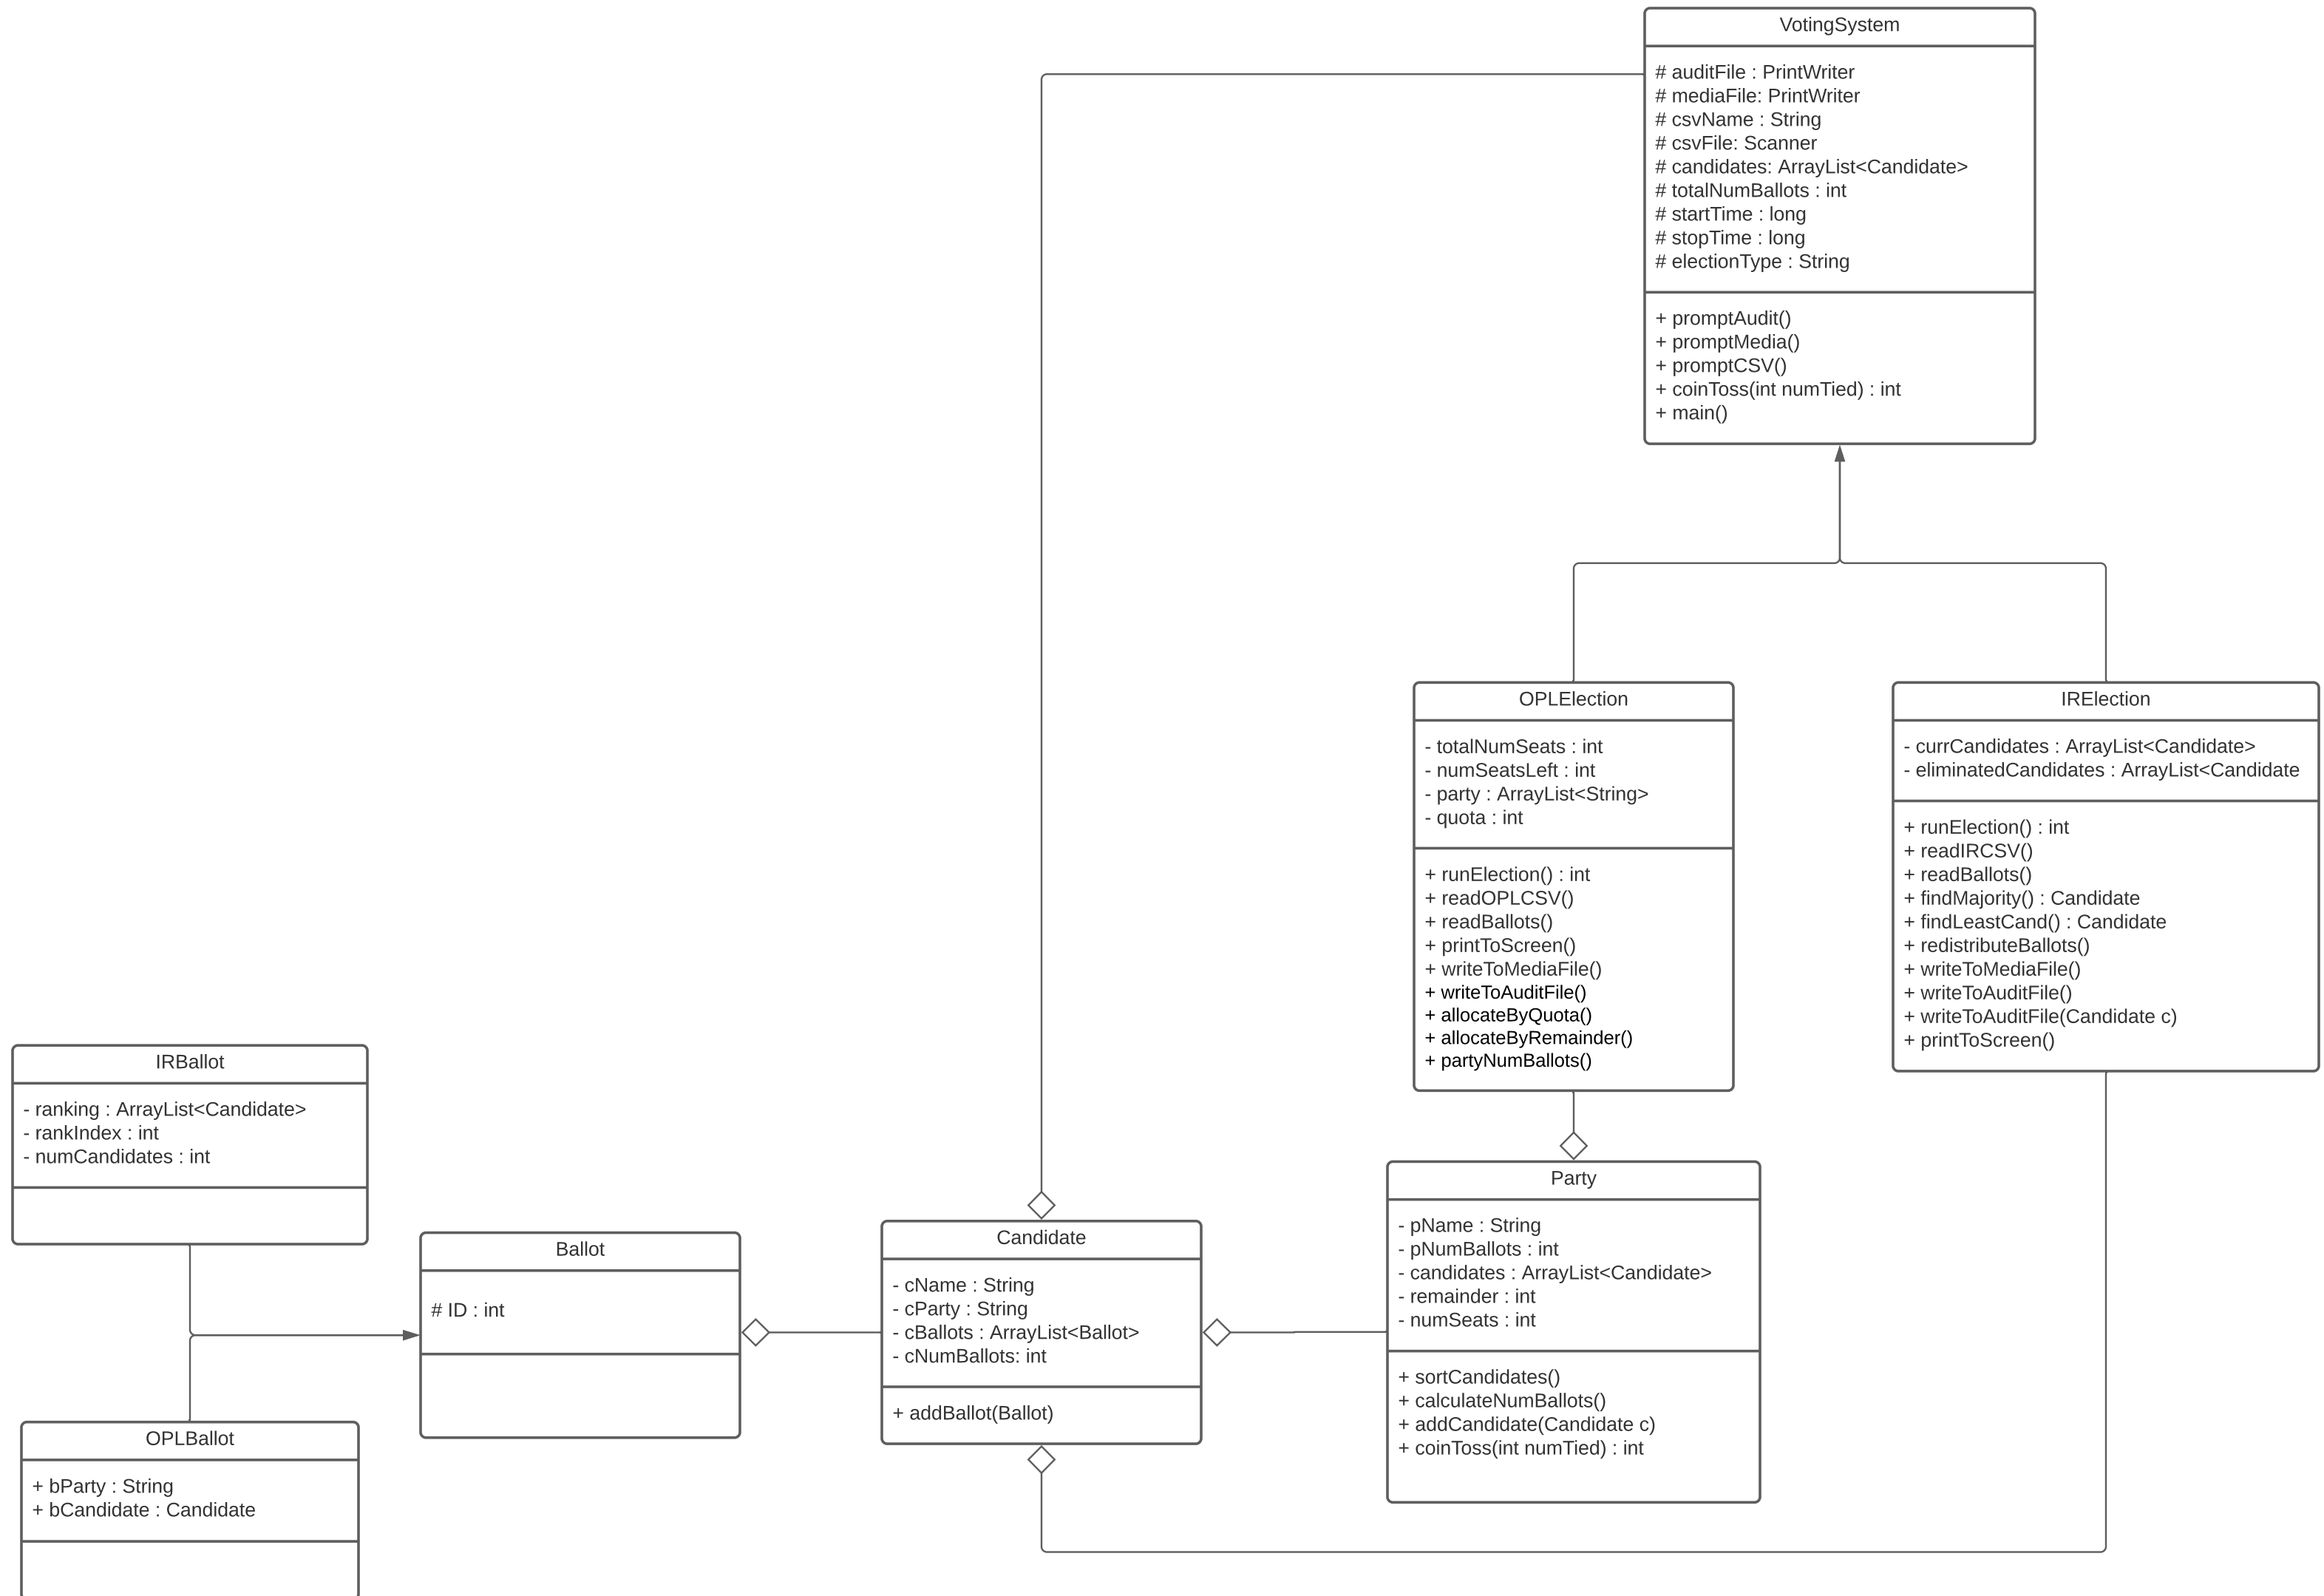 VotingSystem
# auditFile : PrintWriter
# mediaFile: PrintWriter
# csvName : String
# csvFile: Scanner
# candidates: ArrayList<Candidate>
# totalNumBallots : int
# startTime : long
# stopTime : long
# electionType : String
+ promptAudit()
+ promptMedia()
+ promptCSV()
+ coinToss(int numTied) : int
+ main()
OPLElection
- totalNumSeats : int
- numSeatsLeft : int
- party : ArrayList<String>
- quota : int
+ runElection() : int
+ readOPLCSV()
+ readBallots()
+ printToScreen()
+ writeToMediaFile()
+ writeToAuditFile()
+ allocateByQuota()
+ allocateByRemainder()
+ partyNumBallots()
IRElection
- currCandidates : ArrayList<Candidate>
- eliminatedCandidates : ArrayList<Candidate
+ runElection() : int
+ readIRCSV()
+ readBallots()
+ findMajority() : Candidate
+ findLeastCand() : Candidate
+ redistributeBallots()
+ writeToMediaFile()
+ writeToAuditFile()
+ writeToAuditFile(Candidate c)
+ printToScreen()
IRBallot
- ranking : ArrayList<Candidate>
- rankIndex : int
- numCandidates : int
Ballot
# ID : int
Candidate
- cName : String
- cParty : String
- cBallots : ArrayList<Ballot>
- cNumBallots: int
+ addBallot(Ballot)
Party
- pName : String
- pNumBallots : int
- candidates : ArrayList<Candidate>
- remainder : int
- numSeats : int
+ sortCandidates()
+ calculateNumBallots()
+ addCandidate(Candidate c)
+ coinToss(int numTied) : int
OPLBallot
+ bParty : String
+ bCandidate : Candidate